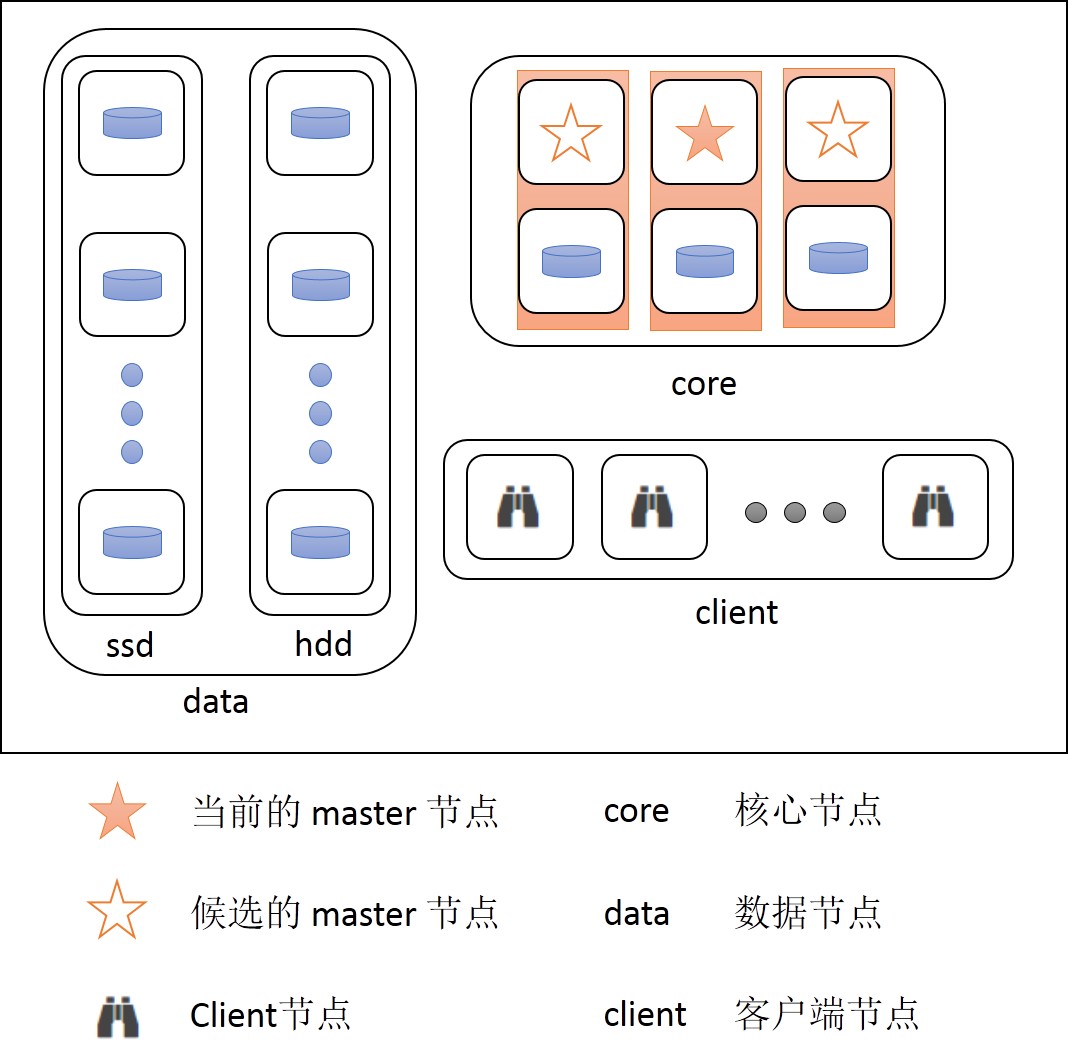 core
client
ssd hdd
data
当前的 master 节点 core 核心节点
候选的 master 节点 data 数据节点
Client节点 client 客户端节点